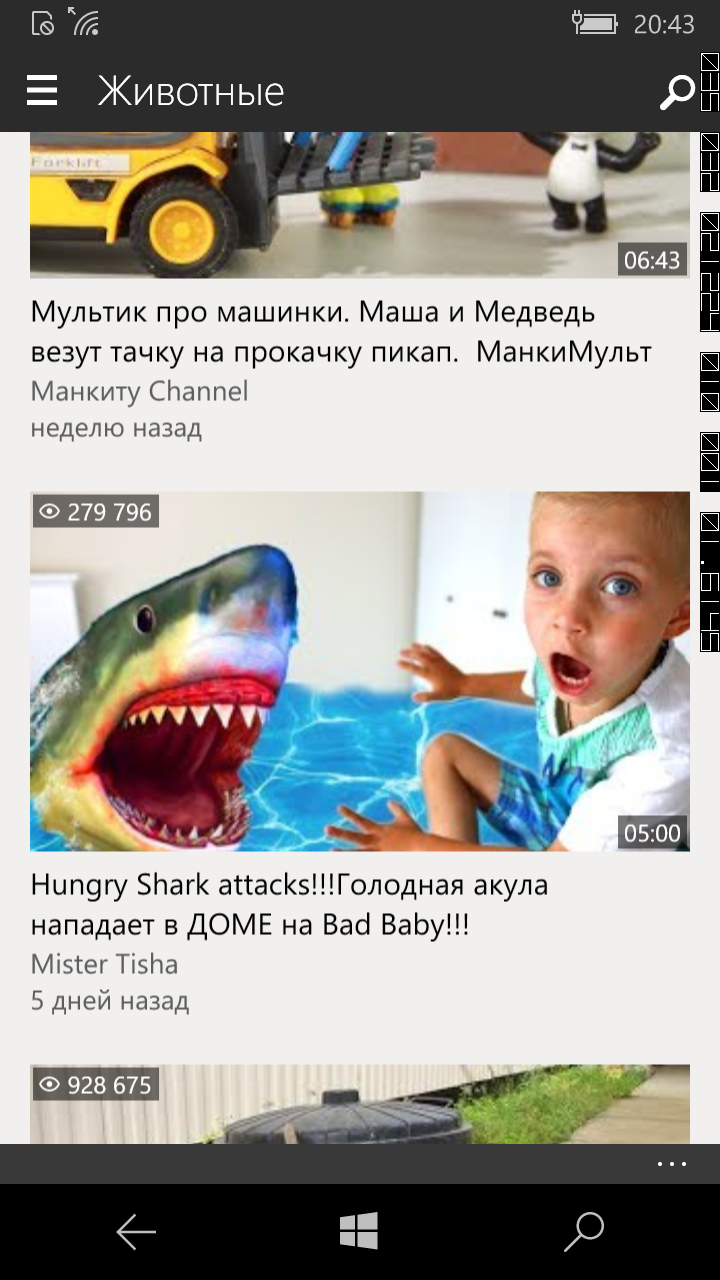 20:43
Животные
Forklift
06:43
Мультик про машинки. Маша и Медведь
везут тачку на прокачку пикап.  МанкиМульт
Манкиту Channel
неделю назад
279 796
05:00
Hungry Shark attacks!!!Голодная акула
нападает в ДОМЕ на Bad Baby!!!
Mister Tisha
5 дней назад
928 675